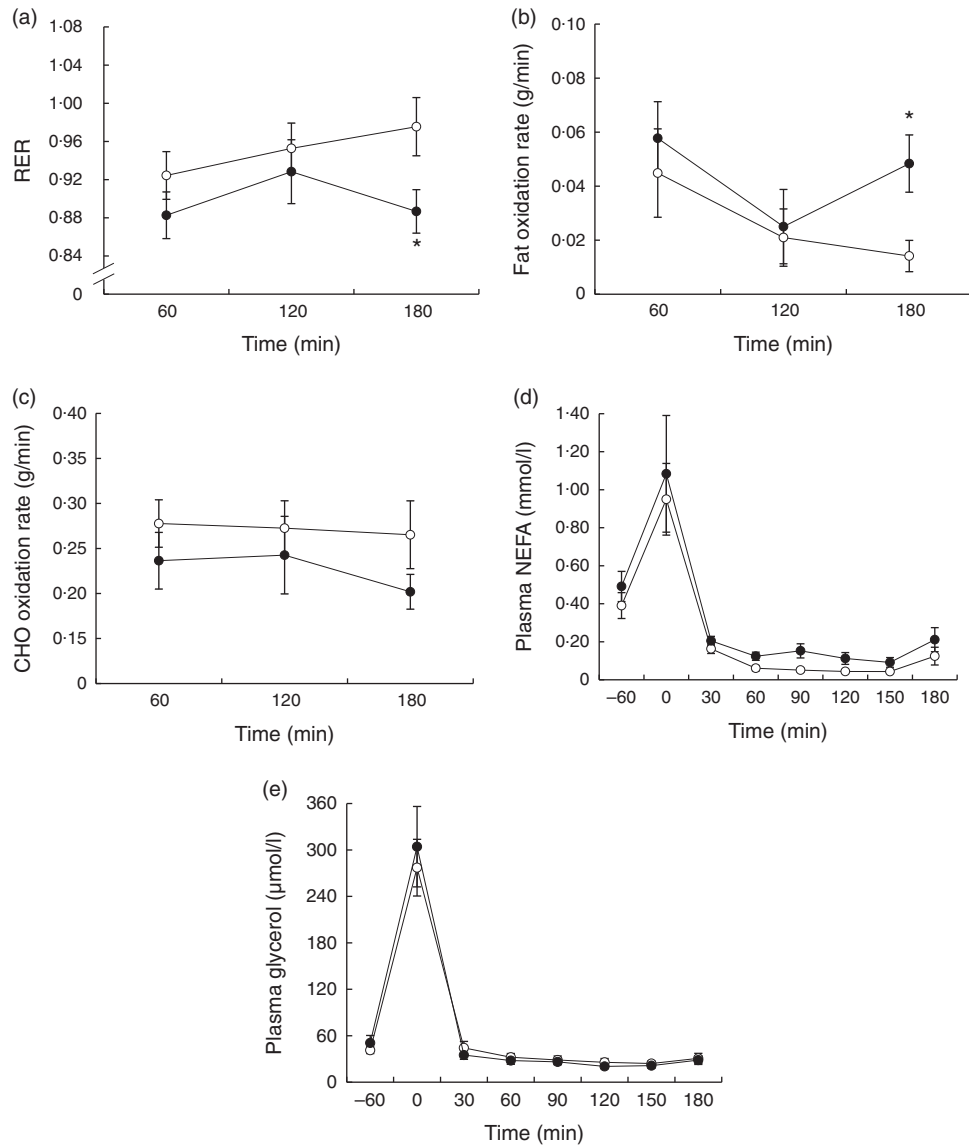 (a)
1·08
1·04
1·00
0·96
0·92
0·88
0·84
0
RER
*
60 120 180
Time (min)
(b)
0·10
0·08
0·06
0·04
0·02
0
Fat oxidation rate (g/min)
*
60 120 180
Time (min)
(c)
0·40
0·35
0·30
0·25
0·20
0·15
0
CHO oxidation rate (g/min)
60 120 180
Time (min)
(d)
1·40
1·20
1·00
0·80
0·60
0·40
0·20
0
Plasma NEFA (mmol/l)
–60 0 30 60 90 120 150 180
Time (min)
(e)
360
300
240
180
120
60
0
Plasma glycerol (µmol/l)
–60 0 30 60 90 120 150 180
Time (min)